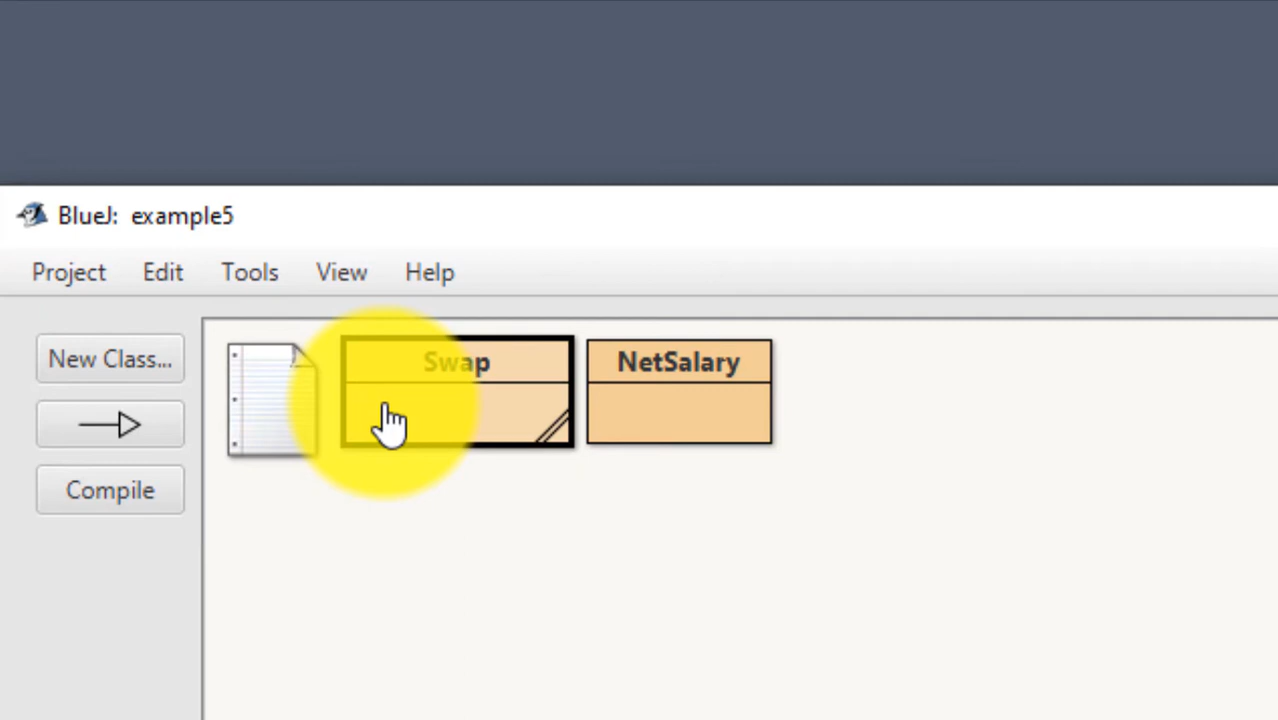 BlueJ: example5
Project Edit Tools View Help
New Class...
Swap
NetSalary
Compile